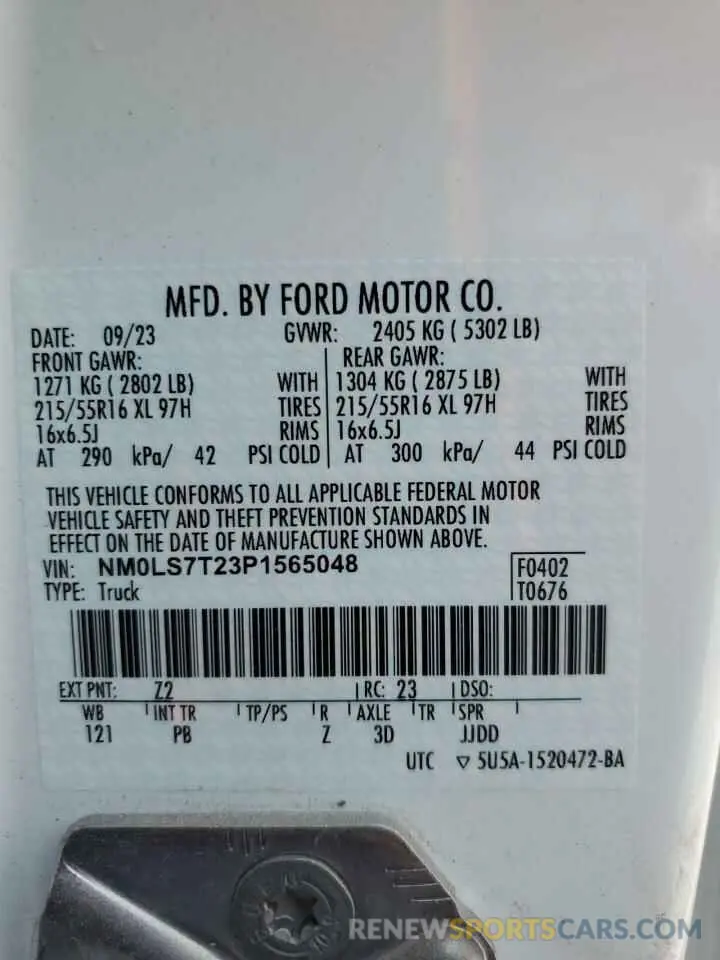 MFD. BY FORD MOTOR CO.
DATE: 09/23 GVWR: 2405 KG ( 5302 LB)
FRONT GAWR: REAR GAWR:
1271 KG ( 2802 LB) WITH 1304 KG ( 2875 LB) WITH
215/55R16 XL 97H TIRES 215/55R16 XL 97H TIRES
16x6.5J RIMS 16x6.5J RIMS
AT 290 kPa/ 42 PSI COLD AT 300 kPa/ 44 PSI COLD
THIS VEHICLE CONFORMS TO ALL APPLICABLE FEDERAL MOTOR
VEHICLE SAFETY AND THEFT PREVENTION STANDARDS IN
EFFECT ON THE DATE OF MANUFACTURE SHOWN ABOVE.
VIN: NM0LS7T23P1565048 F0402
TYPE: Truck T0676
EXT PNT: Z2 RC: 23 DSO:
WB INT TR TP/PS R AXLE TR SPR
121 PB Z 3D JJDD
UTC ▽ 5U5A-1520472-BA
RENEWSPORTSCARS.COM